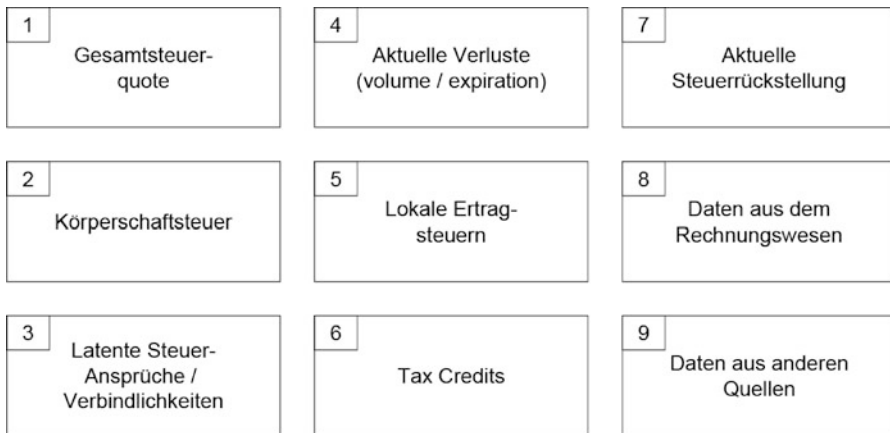 1
Gesamtsteuer-
quote
2
Körperschaftsteuer
3
Latente Steuer-
Ansprüche /
Verbindlichkeiten
4
Aktuelle Verluste
(volume / expiration)
5
Lokale Ertrag-
steuern
6
Tax Credits
7
Aktuelle
Steuerrückstellung
8
Daten aus dem
Rechnungswesen
9
Daten aus anderen
Quellen